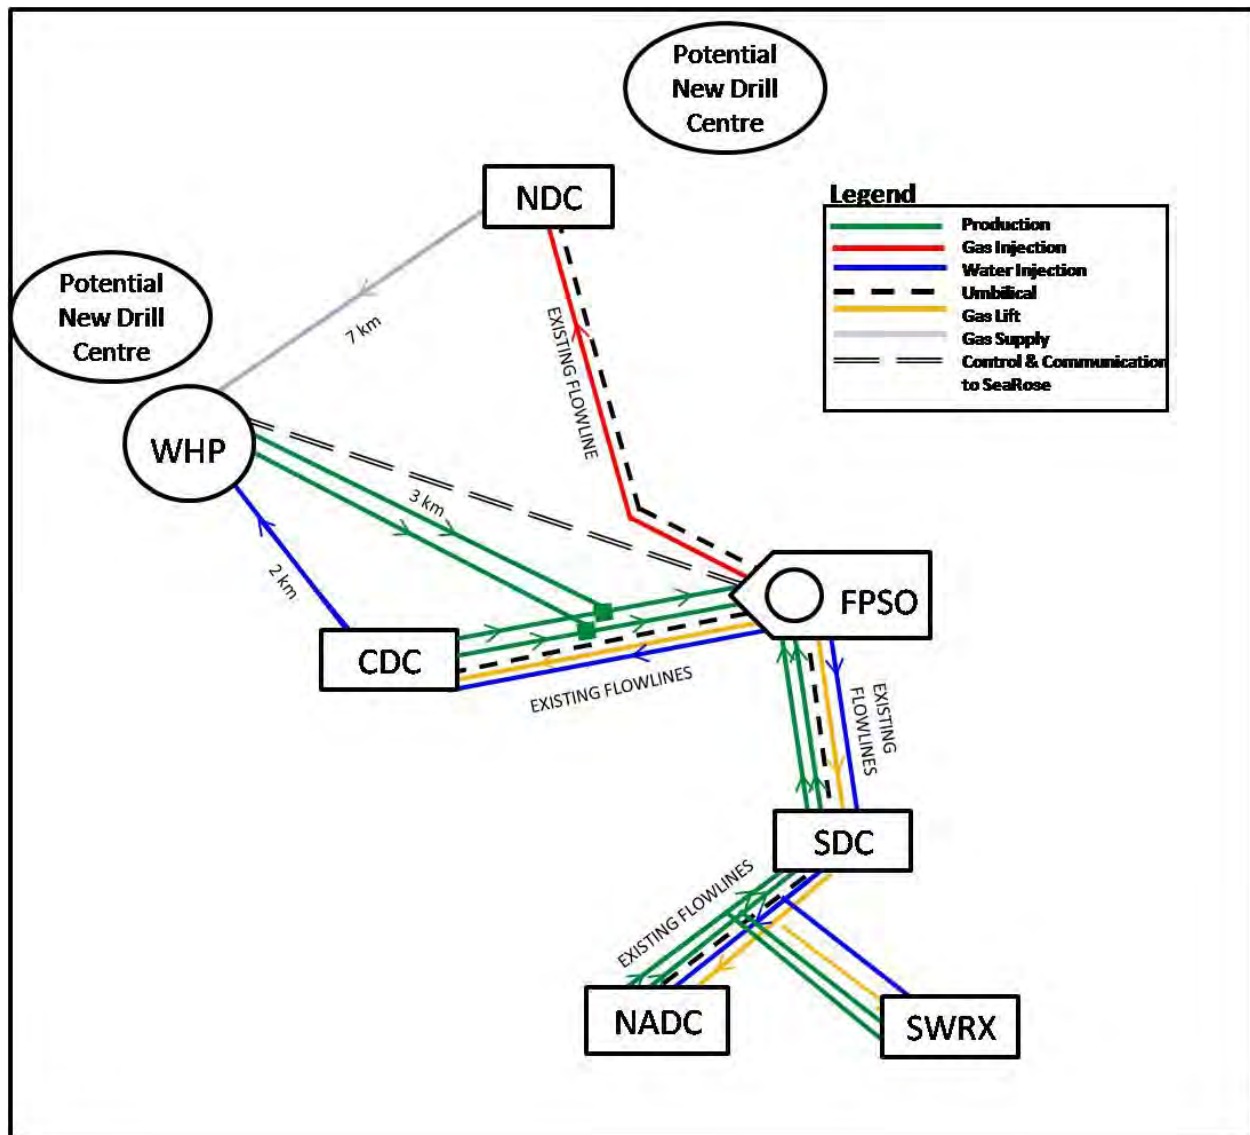 Potential
New Drill
Centre
NDC
Legend
Production
Gas Injection
Water Injection
Umbilical
Gas Lift
Gas Supply
Control & Communication
to SeaRose
Potential
New Drill
Centre
7 km
EXISTING FLOWLINE
WHP
3 km
2 km
FPSO
CDC
EXISTING FLOWLINES
EXISTING
FLOWLINES
SDC
EXISTING FLOWLINES
NADC
SWRX